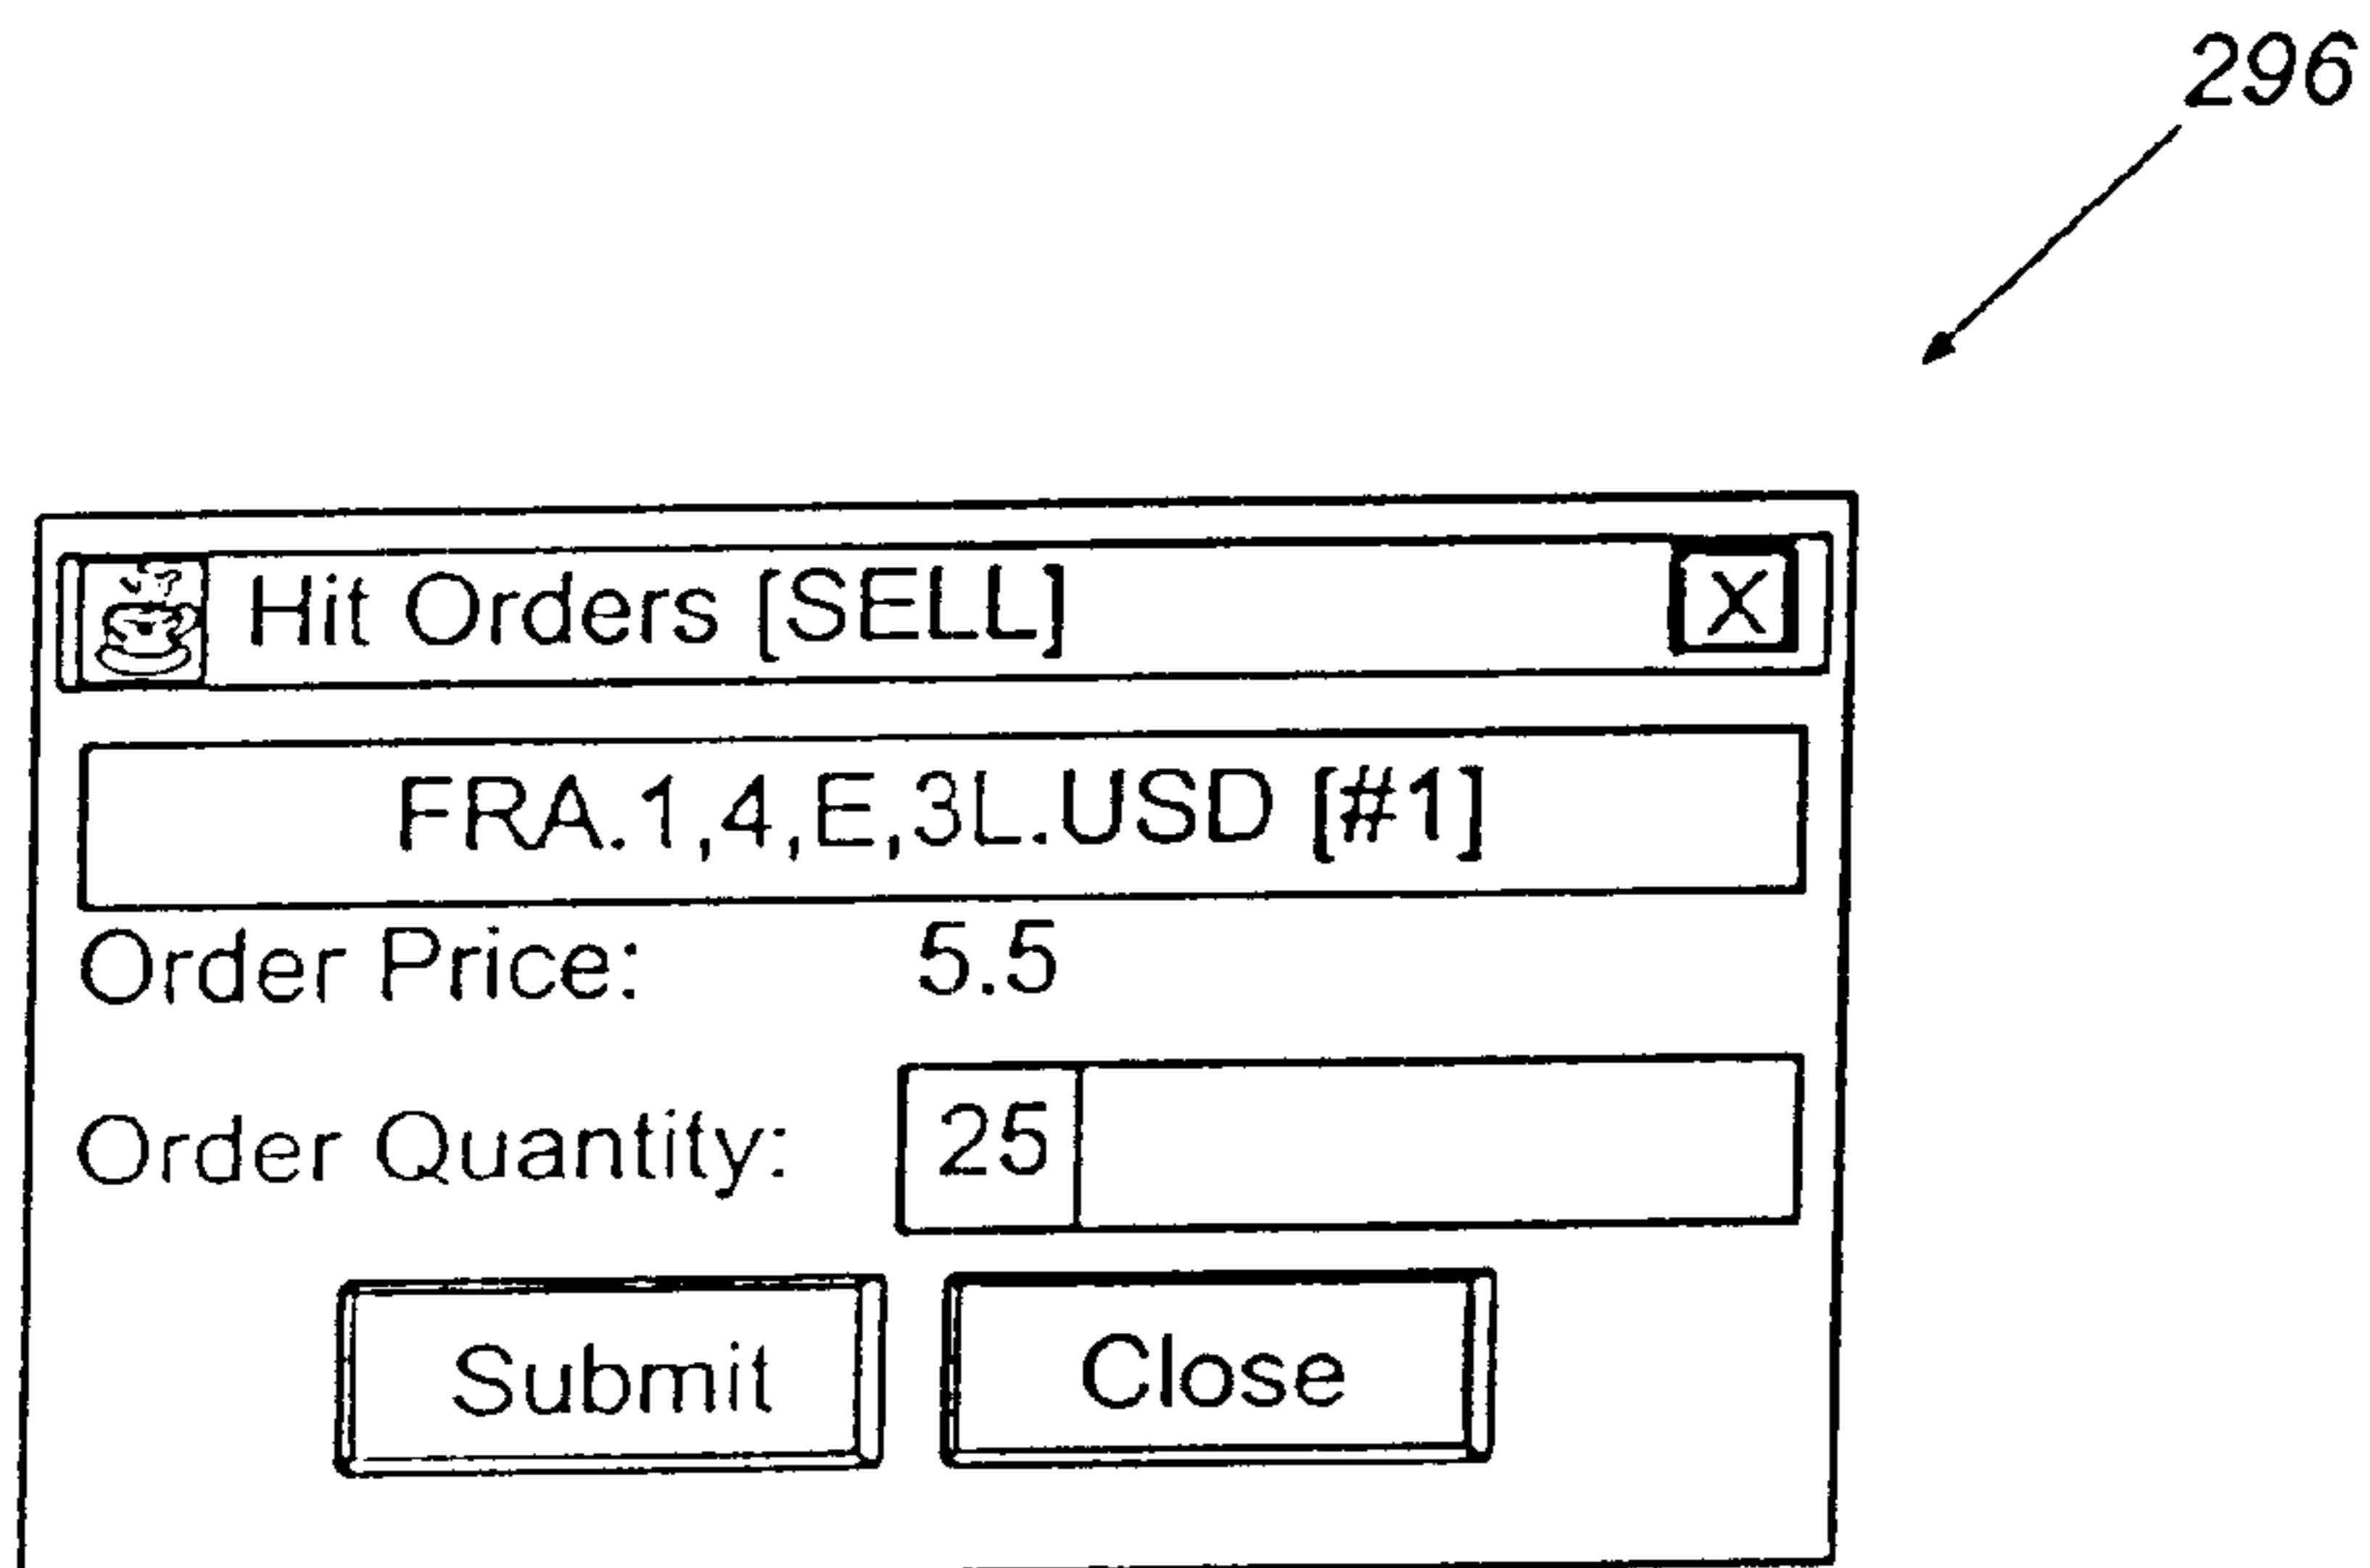 296
Hit Orders [SELL] X
FRA.1,4,E,3L.USD [#1]
Order Price: 5.5
Order Quantity: 25
Submit Close